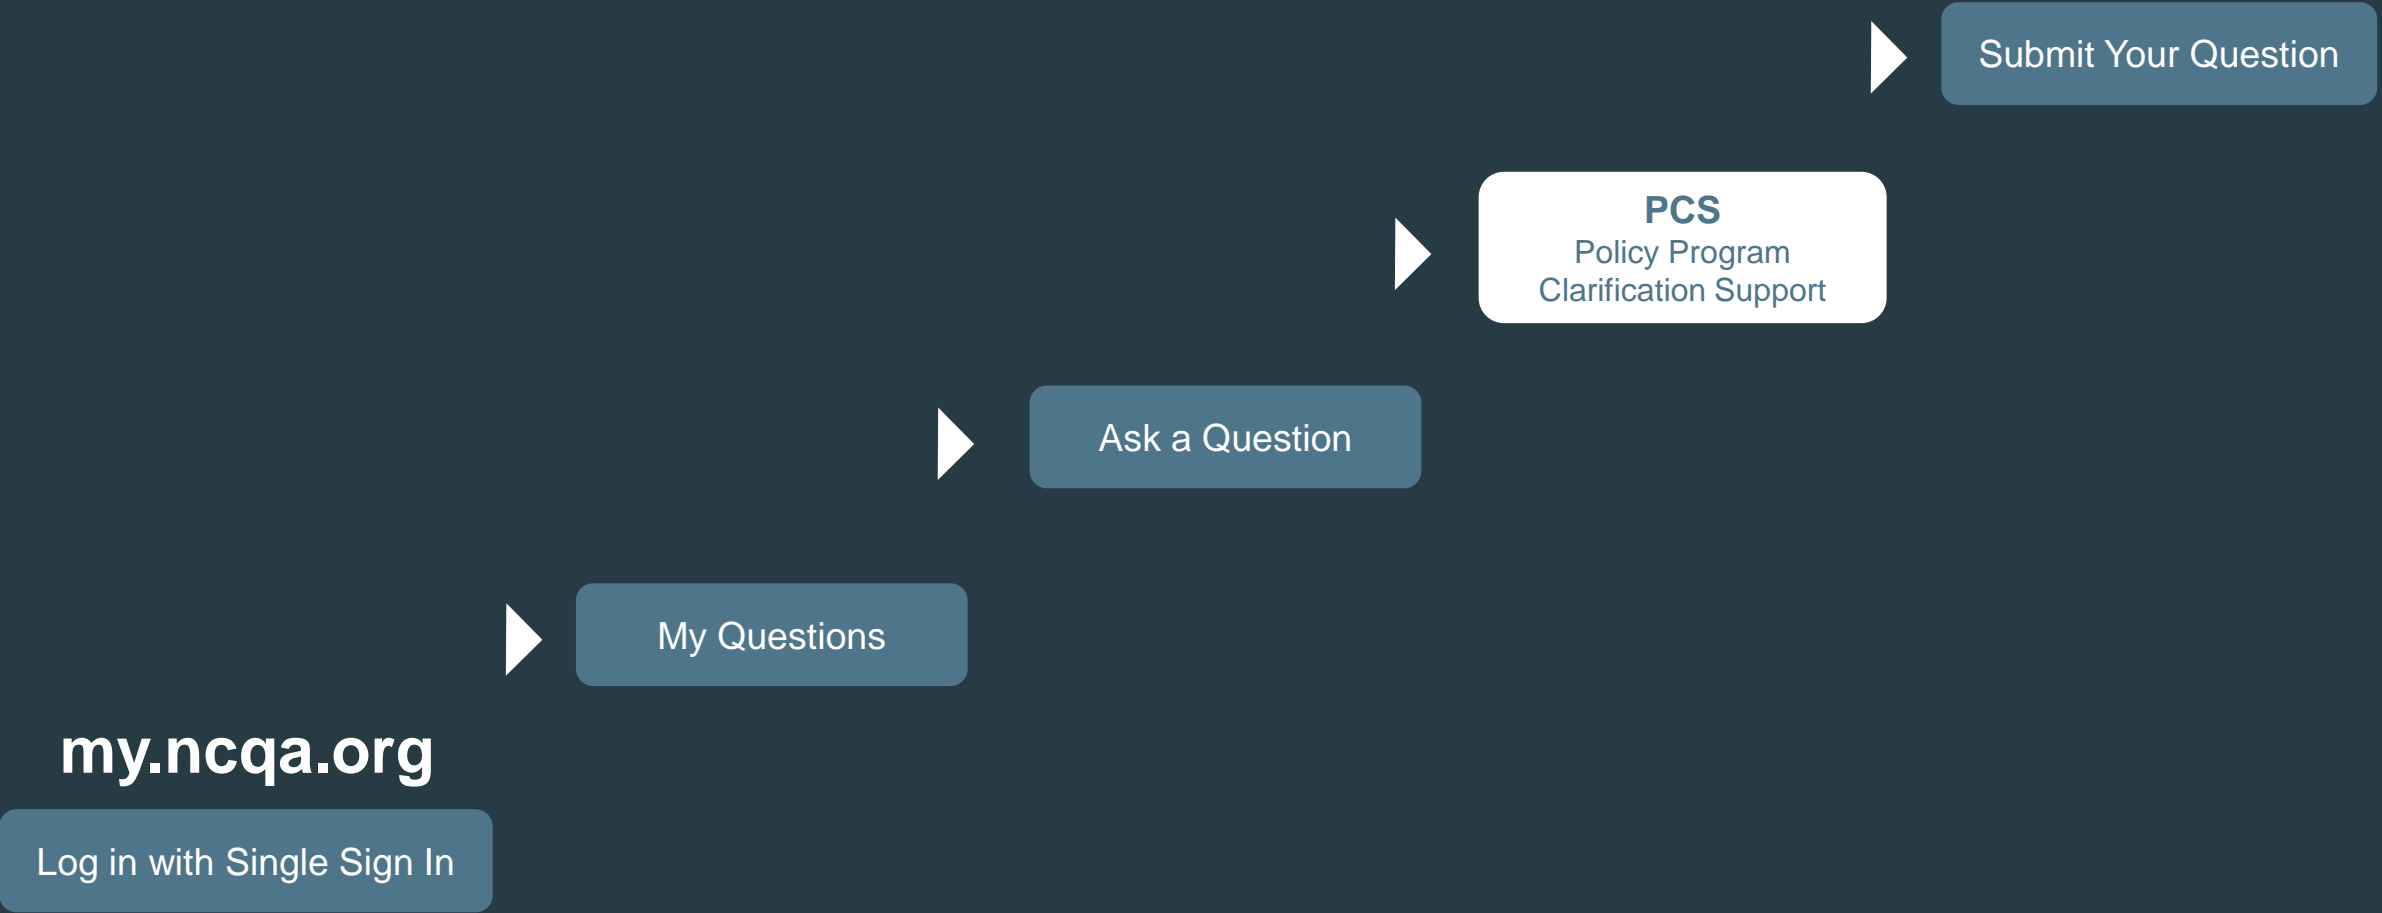 my.ncqa.org
Log in with Single Sign In
My Questions
Ask a Question
PCS
Policy Program
Clarification Support
Submit Your Question